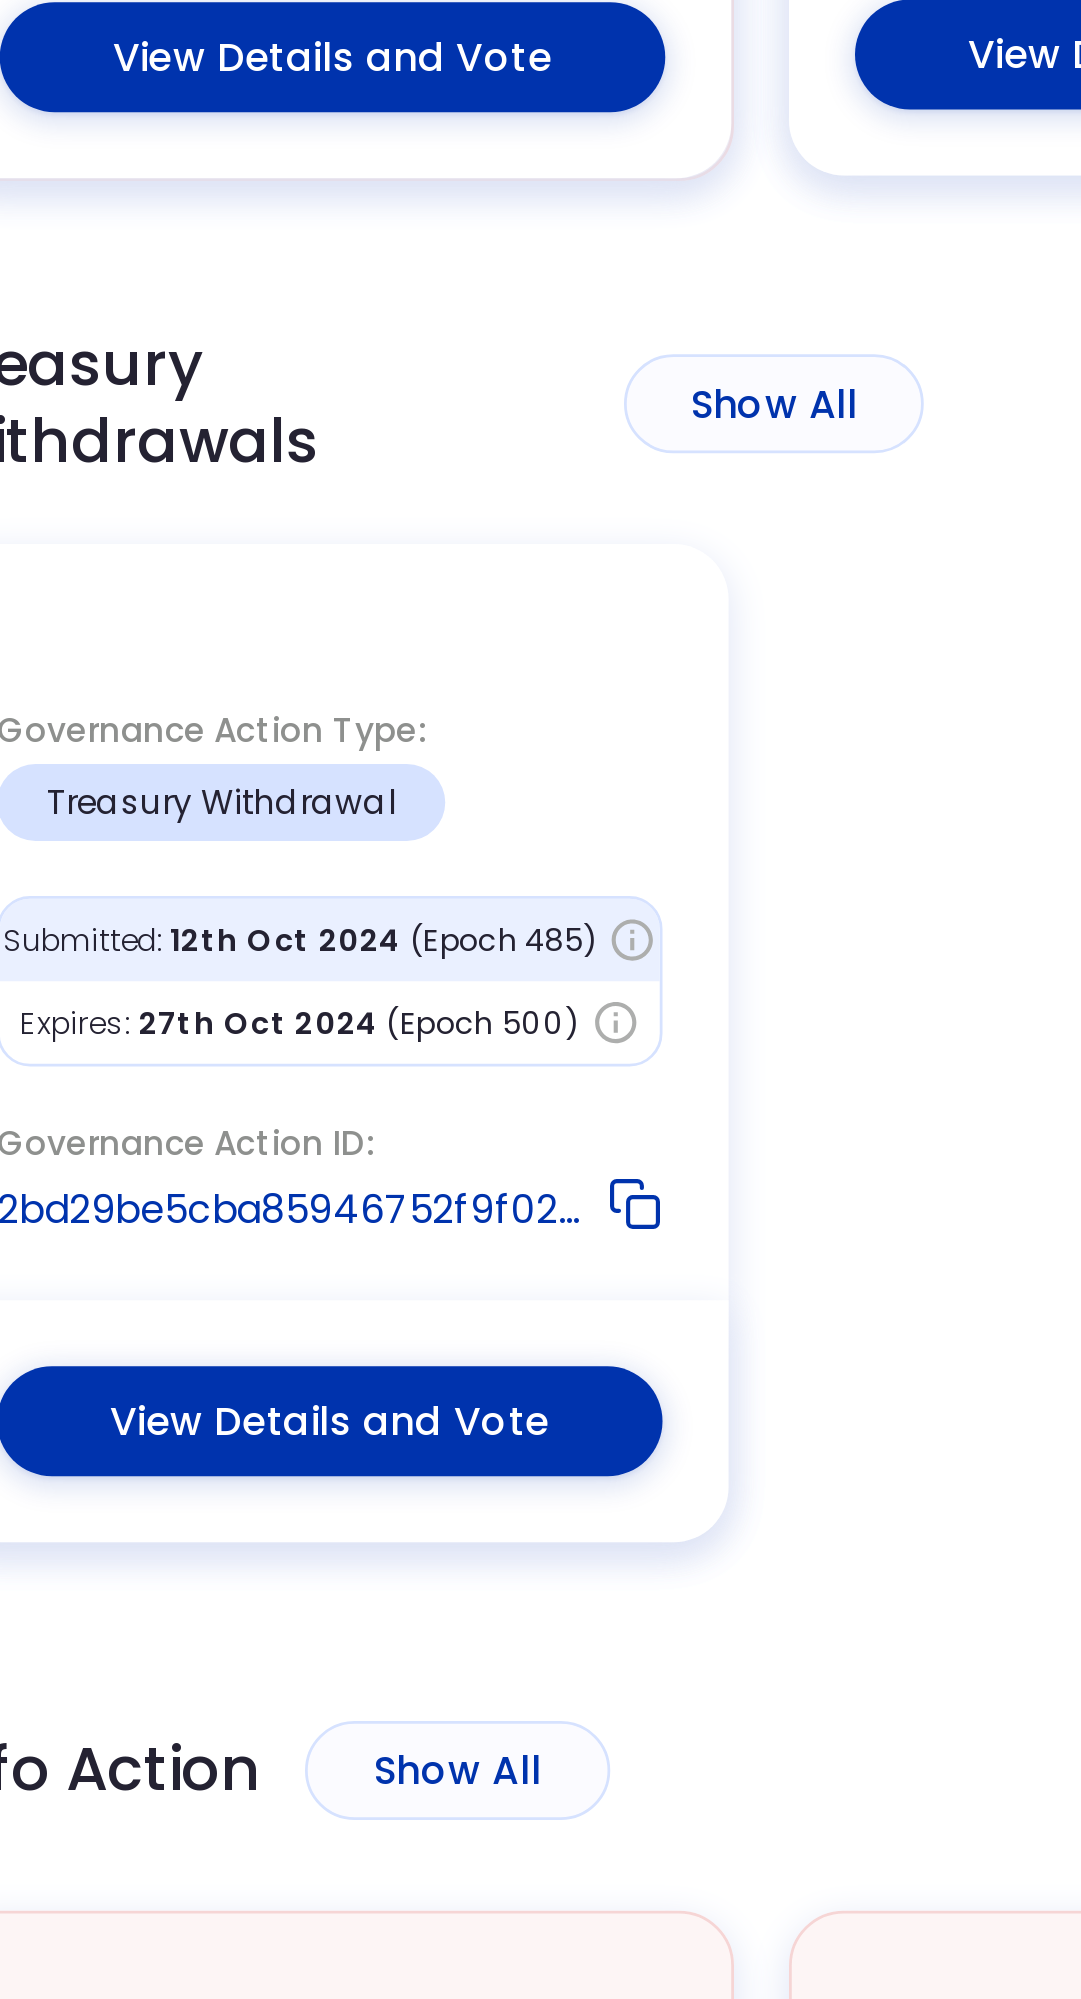 View Details and Vote
View D
easury
ithdrawals
Show All
Governance Action Type:
Treasury Withdrawal
Submitted: 12th Oct 2024 (Epoch 485)
Expires: 27th Oct 2024 (Epoch 500)
Governance Action ID:
2bd29be5cba85946752f9f02...
View Details and Vote
fo Action
Show All